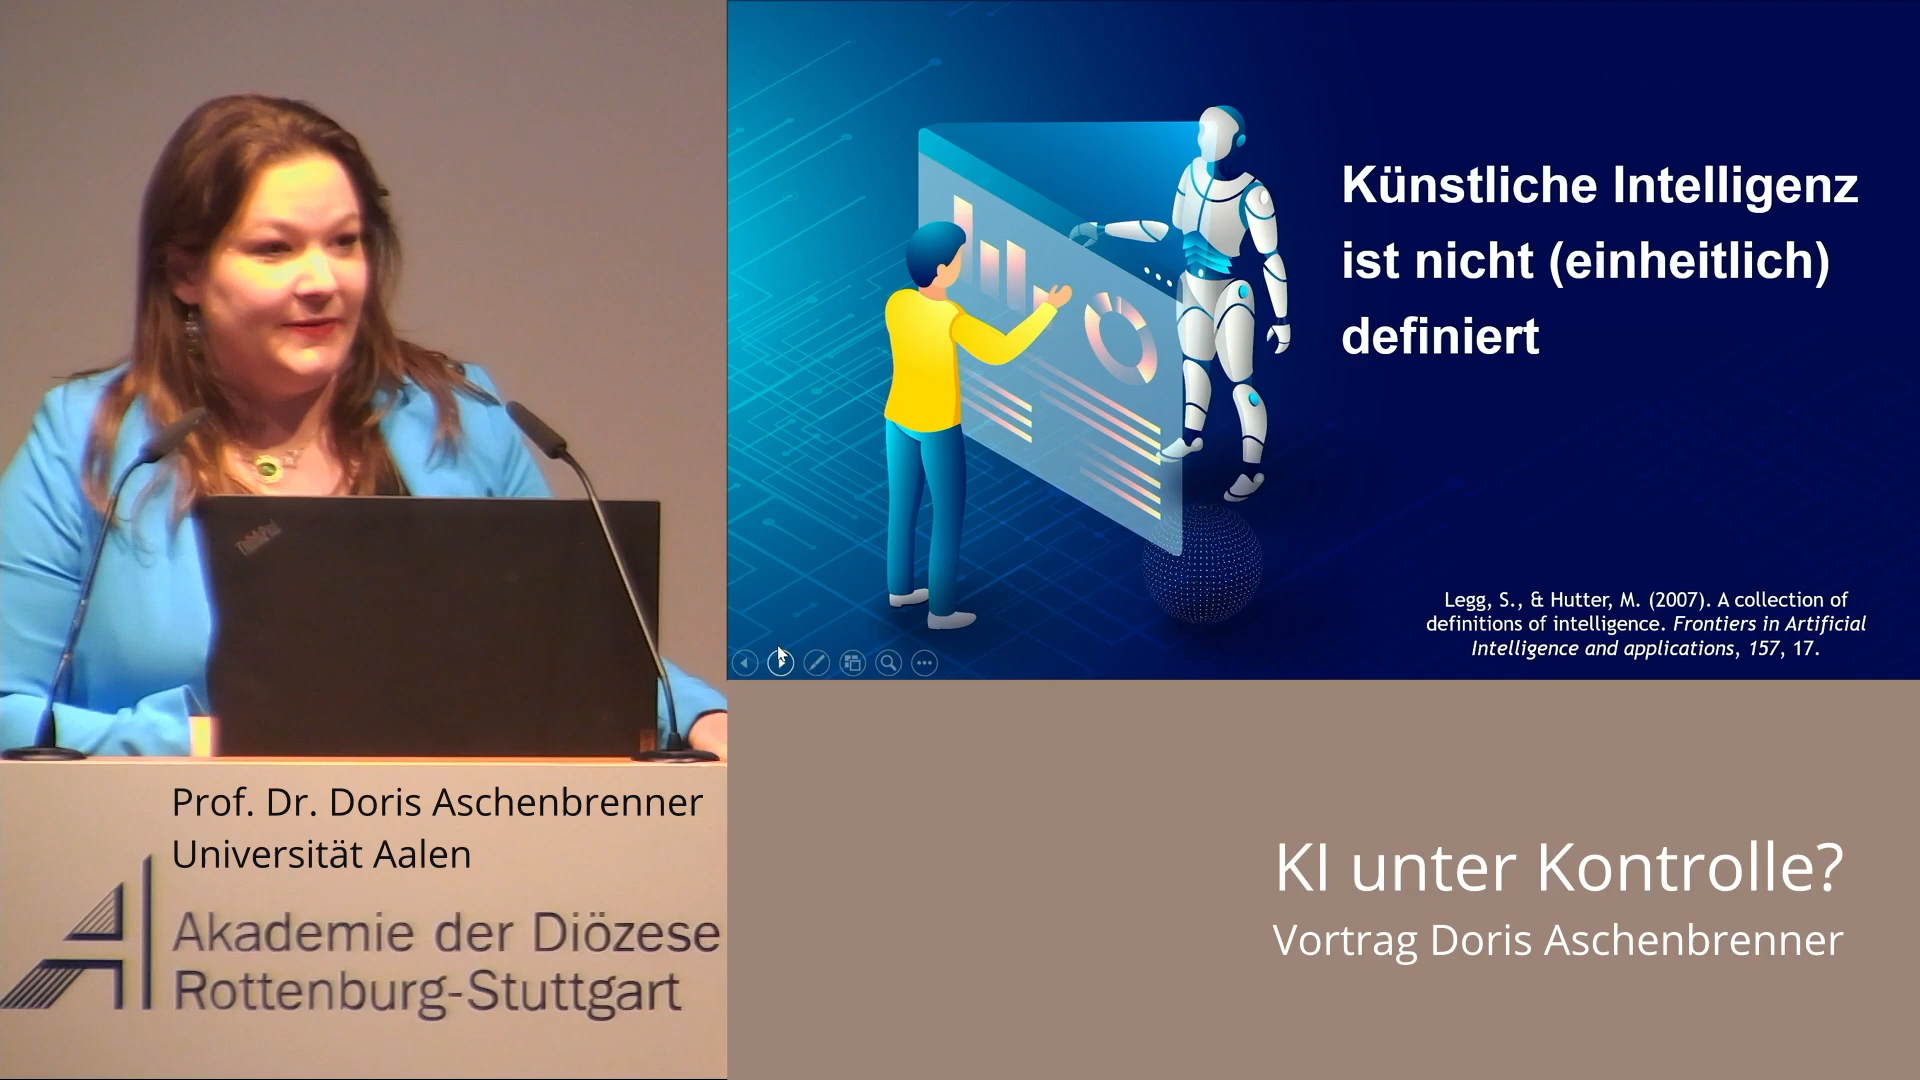 ThinkPad
Prof. Dr. Doris Aschenbrenner
Universität Aalen
Akademie der Diözese
Rottenburg-Stuttgart
Künstliche Intelligenz
ist nicht (einheitlich)
definiert
Legg, S., & Hutter, M. (2007). A collection of
definitions of intelligence. Frontiers in Artificial
Intelligence and applications, 157, 17.
KI unter Kontrolle?
Vortrag Doris Aschenbrenner